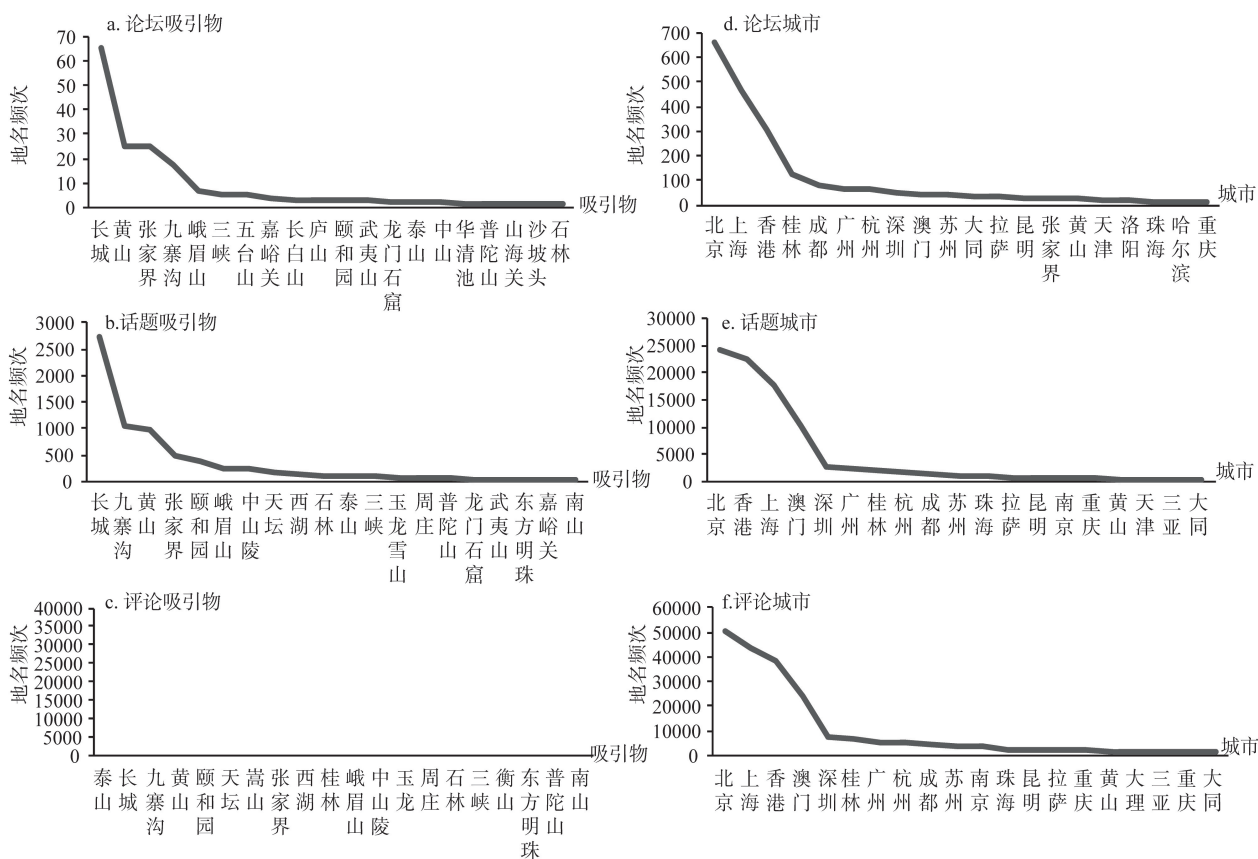 a. 论坛吸引物
地名频次
70
60
50
40
30
20
10
0
吸引物
长城 黄山 张家界 九寨沟 峨眉山 三峡 五台山 嘉峪关 长白山 庐山 颐和园 武夷山 龙门石窟 泰山 中山 华清池 普陀山 山海关 沙坡头 石林
d. 论坛城市
地名频次
700
600
500
400
300
200
100
0
城市
北京 上海 香港 桂林 成都 广州 杭州 深圳 澳门 苏州 大同 拉萨 昆明 张家界 黄山 天津 洛阳 珠海 哈尔滨 重庆
b.话题吸引物
地名频次
3000
2500
2000
1500
1000
500
0
吸引物
长城 九寨沟 黄山 张家界 颐和园 峨眉山 中山陵 天坛 西湖 石林 泰山 三峡 玉龙雪山 周庄 普陀山 龙门石窟 武夷山 东方明珠 嘉峪关 南山
e. 话题城市
地名频次
30000
25000
20000
15000
10000
5000
0
城市
北京 香港 上海 澳门 深圳 广州 桂林 杭州 成都 苏州 珠海 拉萨 昆明 南京 重庆 黄山 天津 三亚 大同
c. 评论吸引物
地名频次
40000
35000
30000
25000
20000
15000
10000
5000
0
吸引物
泰山 长城 九寨沟 黄山 颐和园 天坛 嵩山 张家界 西湖 桂林 峨眉山 中山陵 玉龙 周庄 石林 三峡 衡山 东方明珠 普陀山 南山
f.评论城市
地名频次
60000
50000
40000
30000
20000
10000
0
城市
北京 上海 香港 澳门 深圳 桂林 广州 杭州 成都 苏州 南京 珠海 昆明 拉萨 重庆 黄山 大理 三亚 重庆 大同